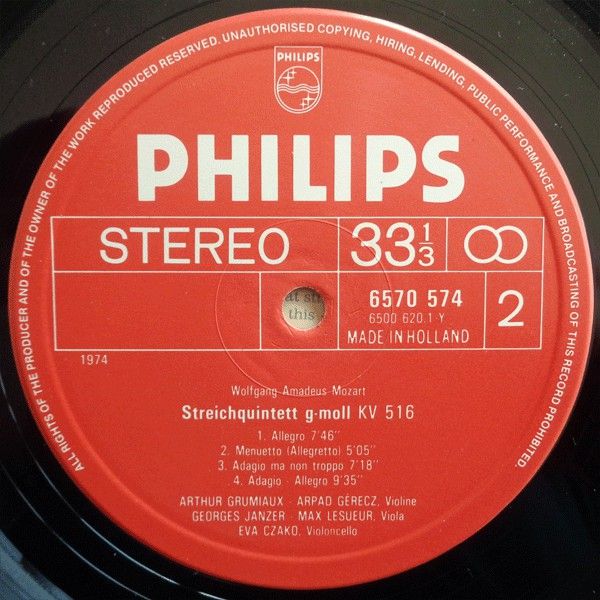 ALL RIGHTS OF THE PRODUCER AND OF THE OWNER OF THE WORK REPRODUCED RESERVED. UNAUTHORISED COPYING, HIRING, LENDING, PUBLIC PERFORMANCE AND BROADCASTING OF THIS RECORD PROHIBITED.
PHILIPS
PHILIPS
STEREO 33 1/3
6570 574
6500 620.1 Y
MADE IN HOLLAND
2
this
1974
Wolfgang Amadeus Mozart
Streichquintett g-moll KV 516
1. Allegro 7'46''
2. Menuetto (Allegretto) 5'05''
3. Adagio ma non troppo 7'18''
4. Adagio - Allegro 9'35''
ARTHUR GRUMIAUX - ARPAD GÉRECZ, Violine
GEORGES JANZER - MAX LESUEUR, Viola
EVA CZAKO, Violoncello